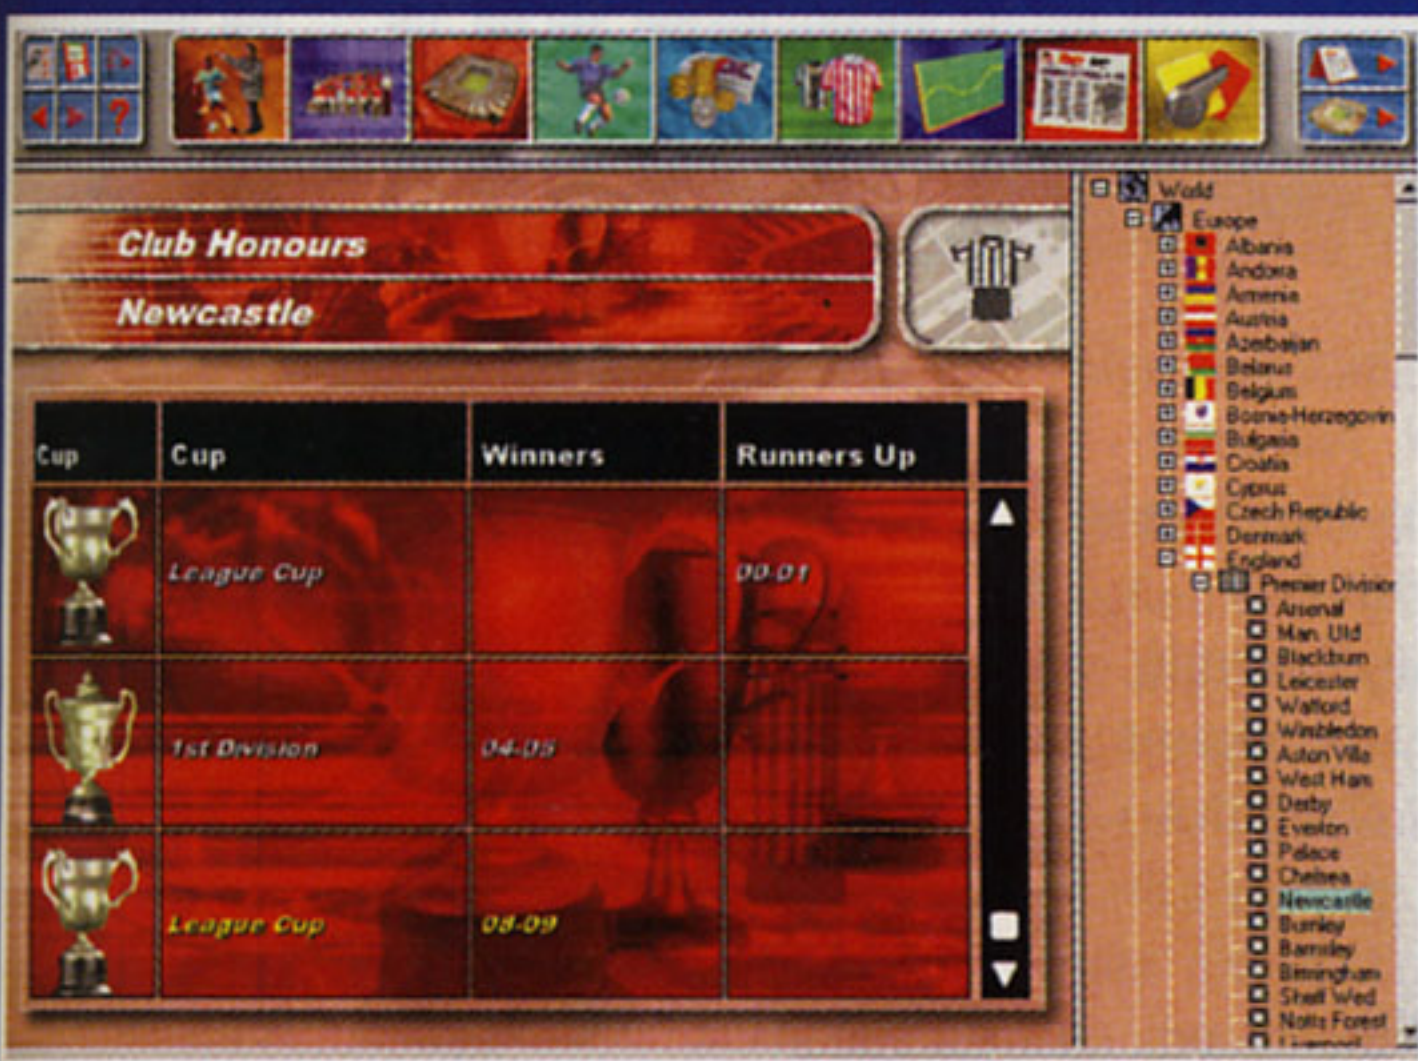 Club Honours
Newcastle
Cup Cup Winners Runners Up
League Cup 00-01
1st Division 04-05
League Cup 08-09
World
Europe
Albania
Andorra
Armenia
Austria
Azerbaijan
Belarus
Belgium
Bosnia-Herzegovin
Bulgaria
Croatia
Cyprus
Czech Republic
Denmark
England
Premier Division
Arsenal
Man. Utd
Blackburn
Leicester
Watford
Wimbledon
Aston Villa
West Ham
Derby
Everton
Palace
Chelsea
Newcastle
Burnley
Barnsley
Birmingham
Sheff Wed
Notts Forest
Liverpool